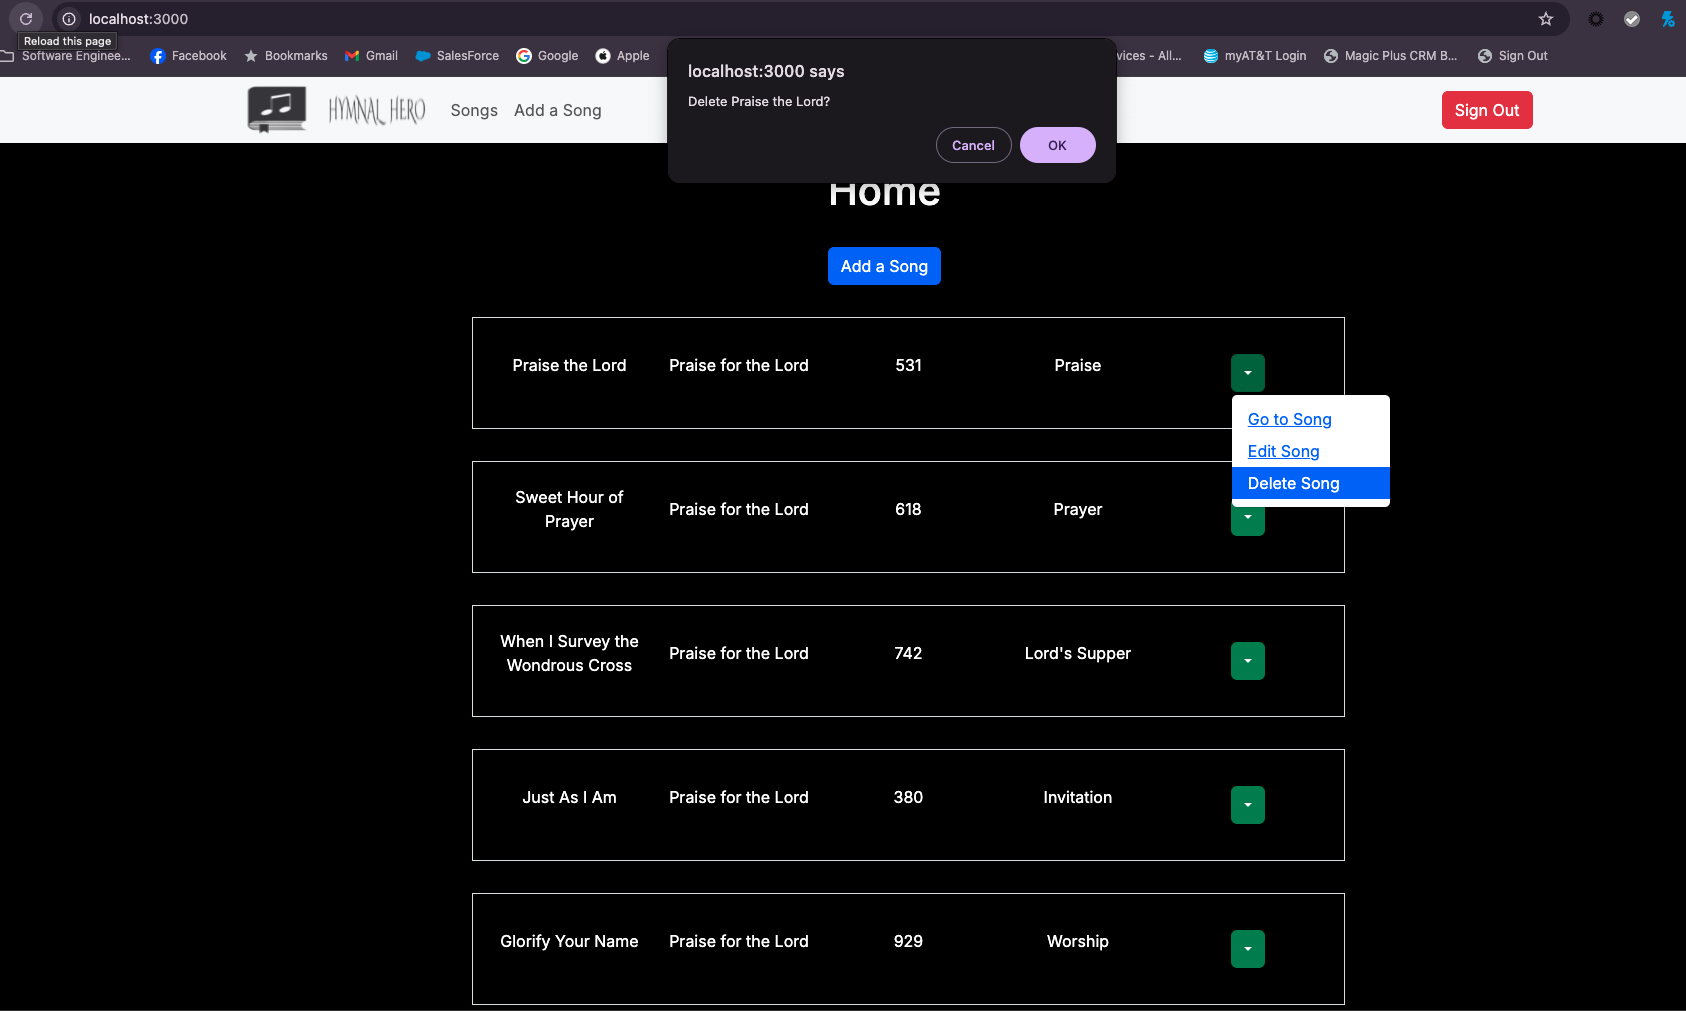 localhost:3000
Reload this page
Software Enginee...
Facebook
Bookmarks
Gmail
SalesForce
Google
Apple
vices - All...
myAT&T Login
Magic Plus CRM B...
Sign Out
localhost:3000 says
Delete Praise the Lord?
Cancel
OK
HYMNAL HERO
Songs
Add a Song
Sign Out
Home
Add a Song
Praise the Lord
Praise for the Lord
531
Praise
Go to Song
Edit Song
Delete Song
Sweet Hour of
Prayer
Praise for the Lord
618
Prayer
When I Survey the
Wondrous Cross
Praise for the Lord
742
Lord's Supper
Just As I Am
Praise for the Lord
380
Invitation
Glorify Your Name
Praise for the Lord
929
Worship